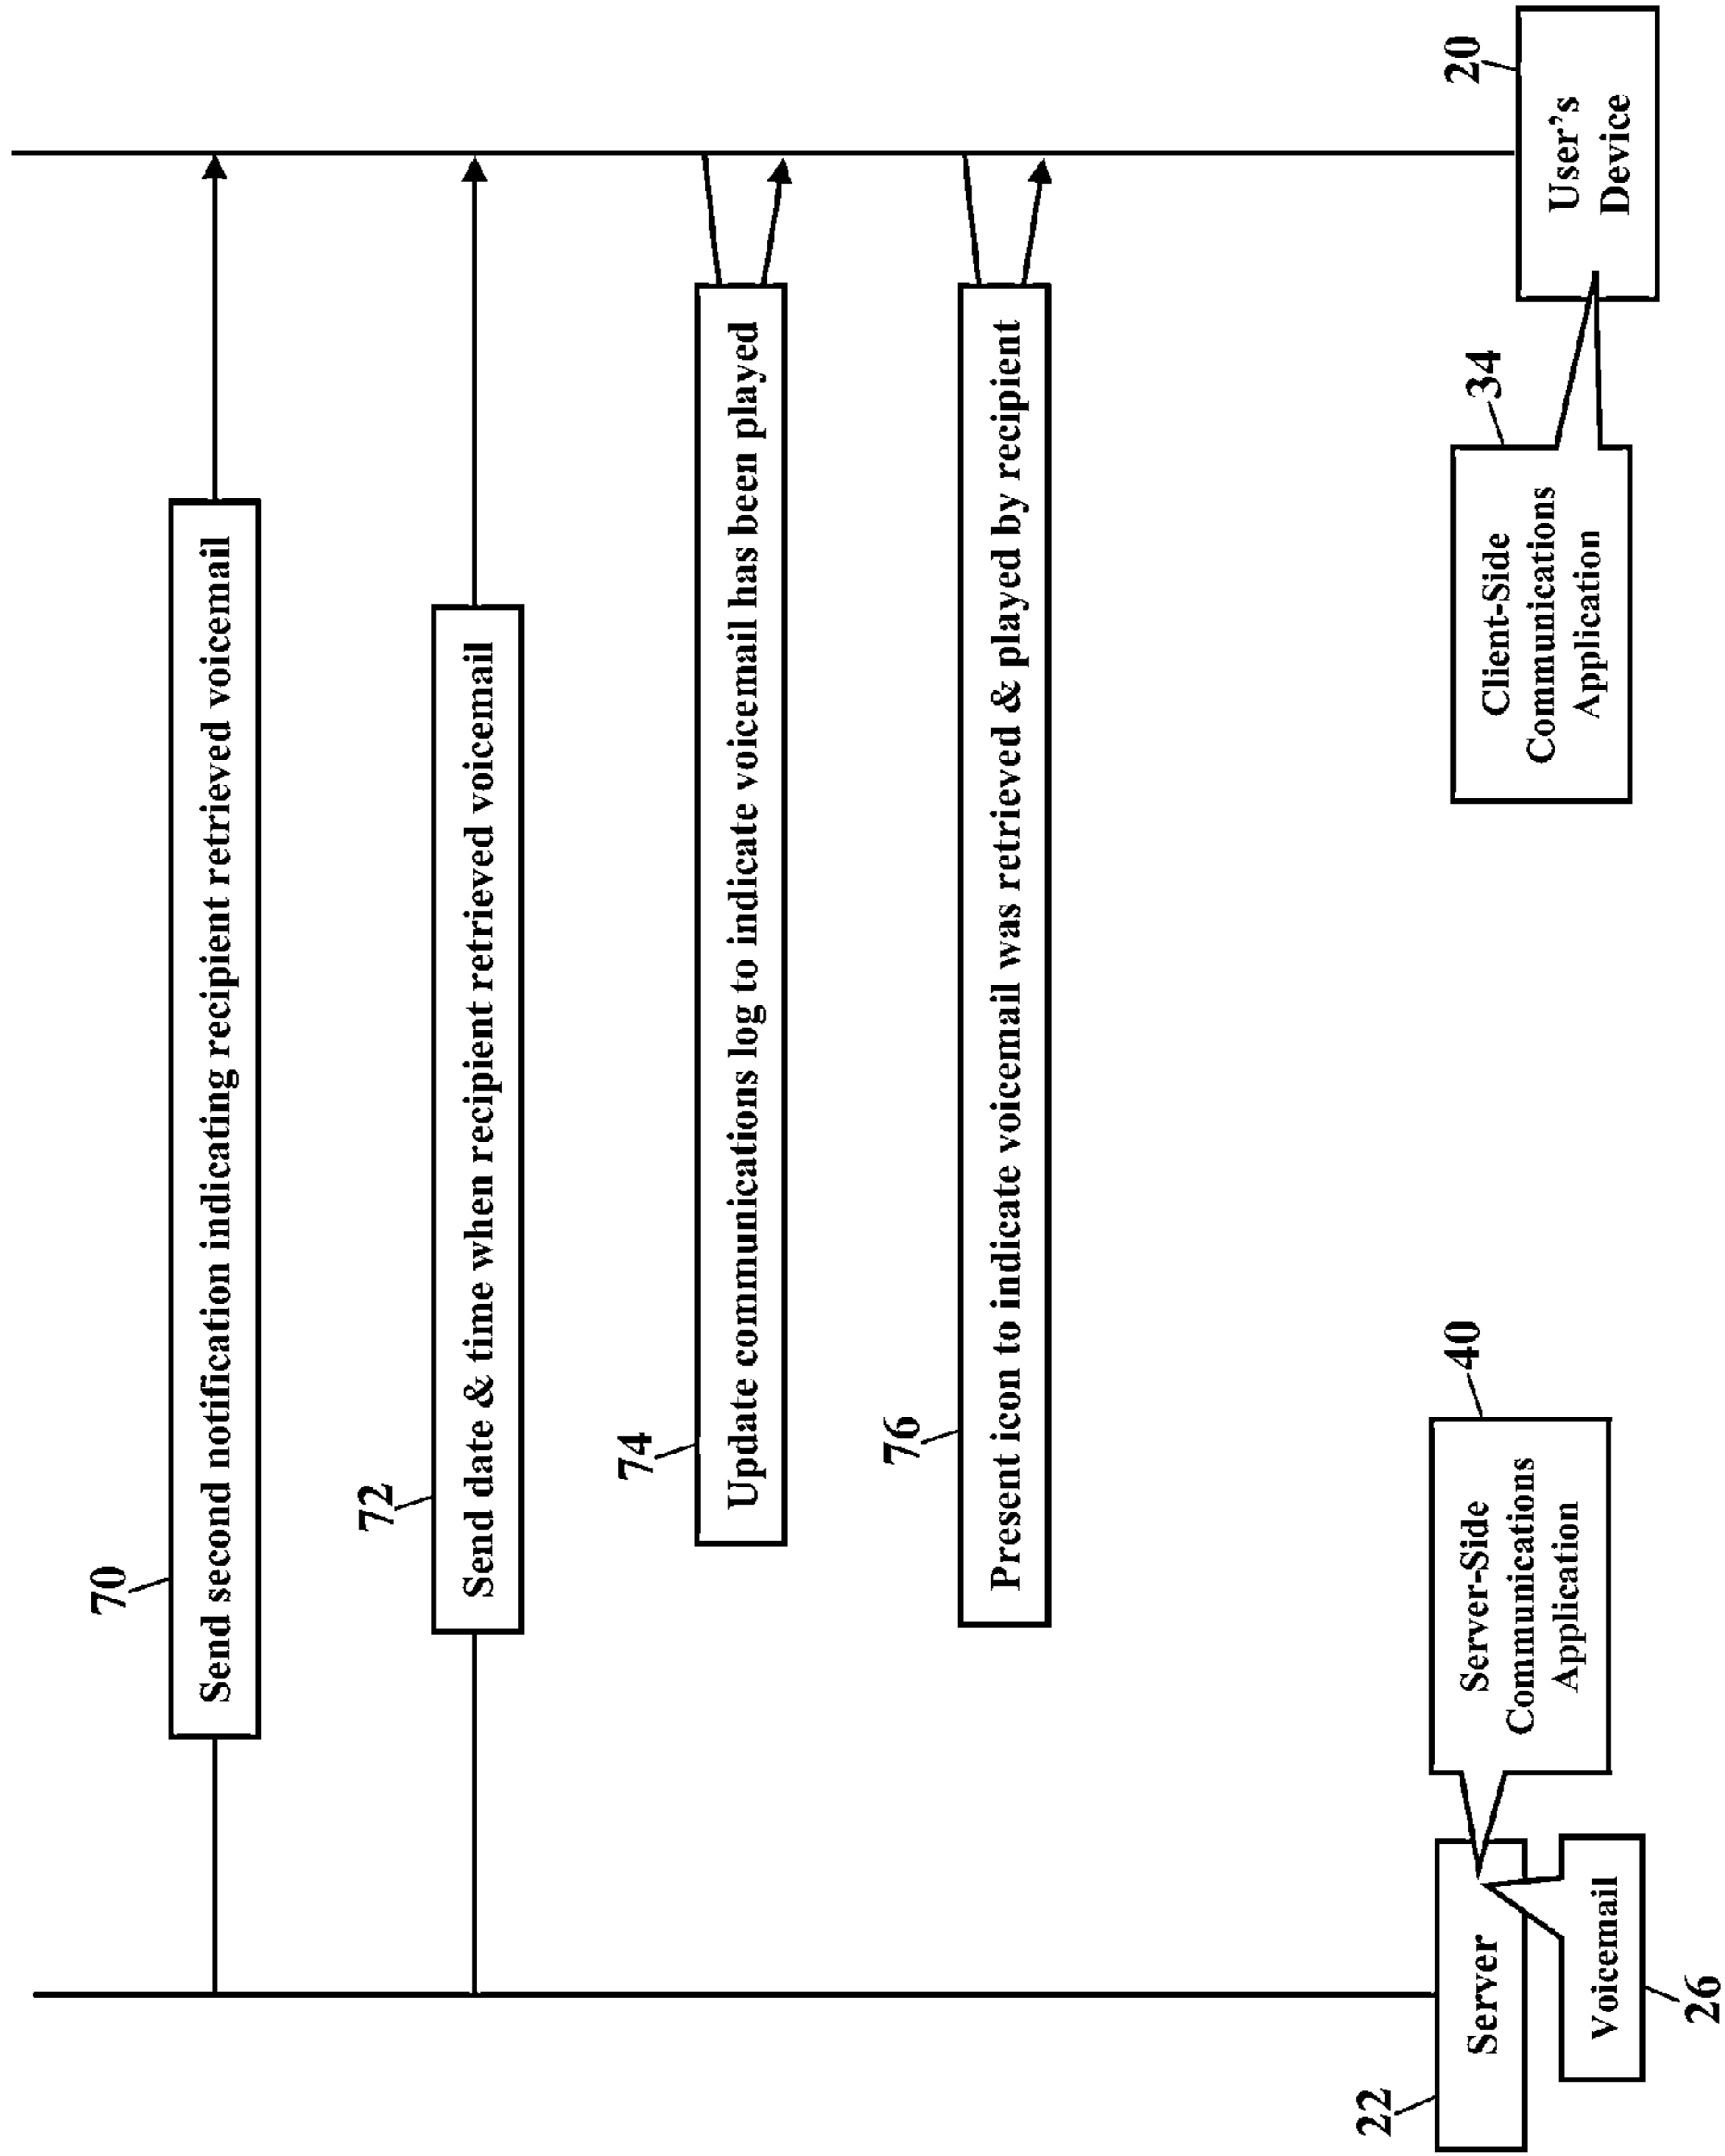 70
Send second notification indicating recipient retrieved voicemail
72
Send date & time when recipient retrieved voicemail
74
Update communications log to indicate voicemail has been played
76
Present icon to indicate voicemail was retrieved & played by recipient
22
Server
Voicemail
26
40
Server-Side
Communications
Application
34
Client-Side
Communications
Application
20
User's
Device